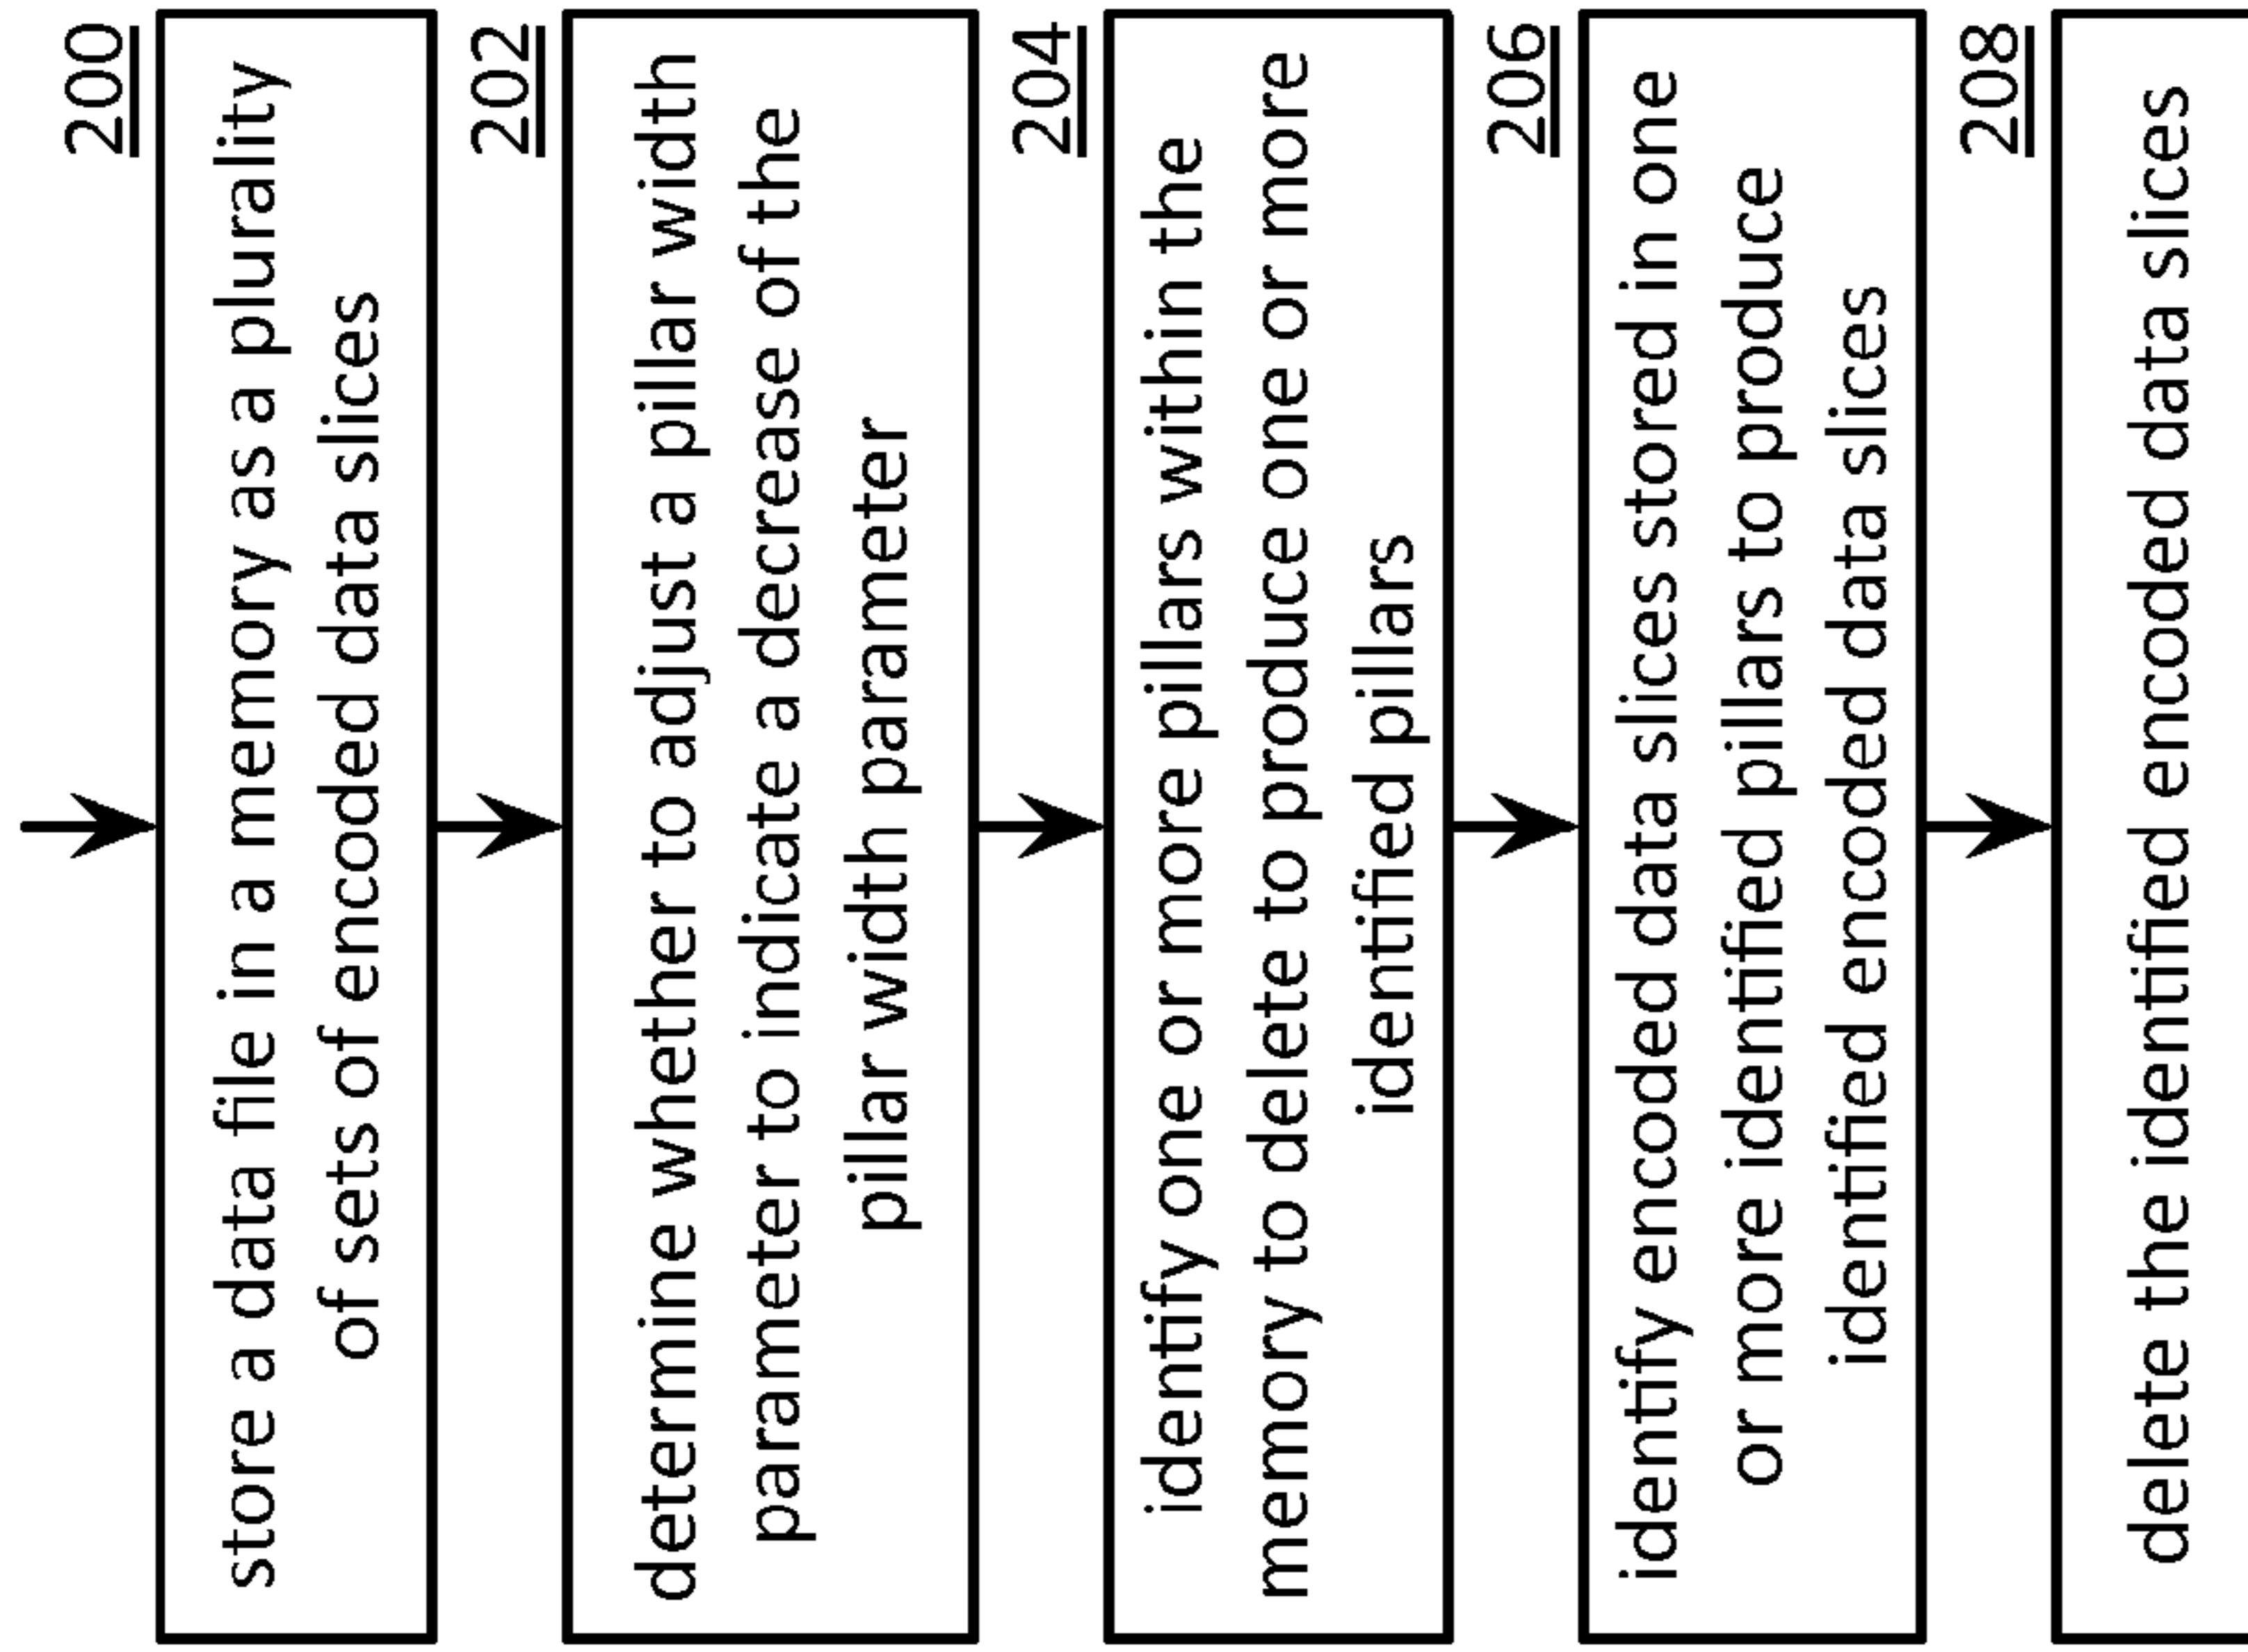 200
store a data file in a memory as a plurality
of sets of encoded data slices
202
determine whether to adjust a pillar width
parameter to indicate a decrease of the
pillar width parameter
204
identify one or more pillars within the
memory to delete to produce one or more
identified pillars
206
identify encoded data slices stored in one
or more identified pillars to produce
identified encoded data slices
208
delete the identified encoded data slices